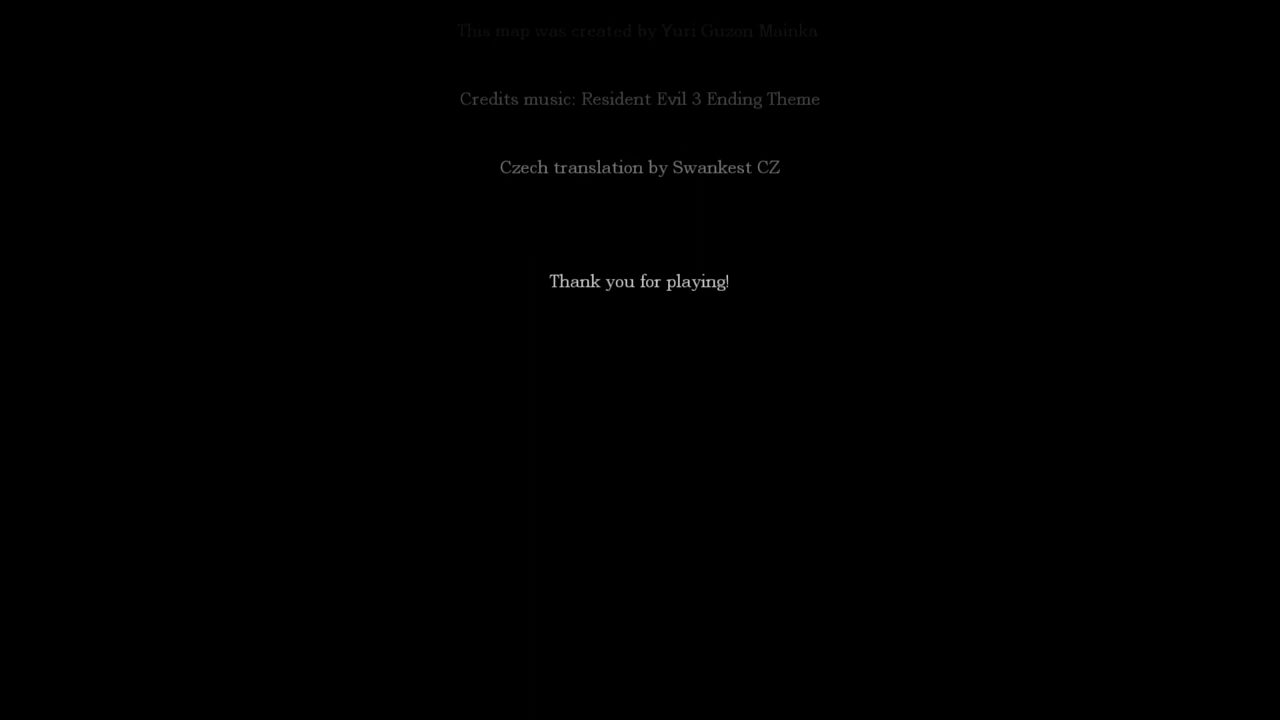 This map was created by Yuri Guzon Mainka
Credits music: Resident Evil 3 Ending Theme
Czech translation by Swankest CZ
Thank you for playing!